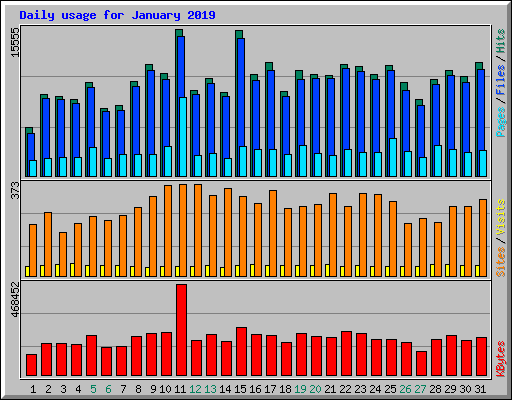 Daily usage for January 2019
15555
Pages / Files / Hits
373
Sites / Visits
468452
KBytes
1 2 3 4 5 6 7 8 9 10 11 12 13 14 15 16 17 18 19 20 21 22 23 24 25 26 27 28 29 30 31